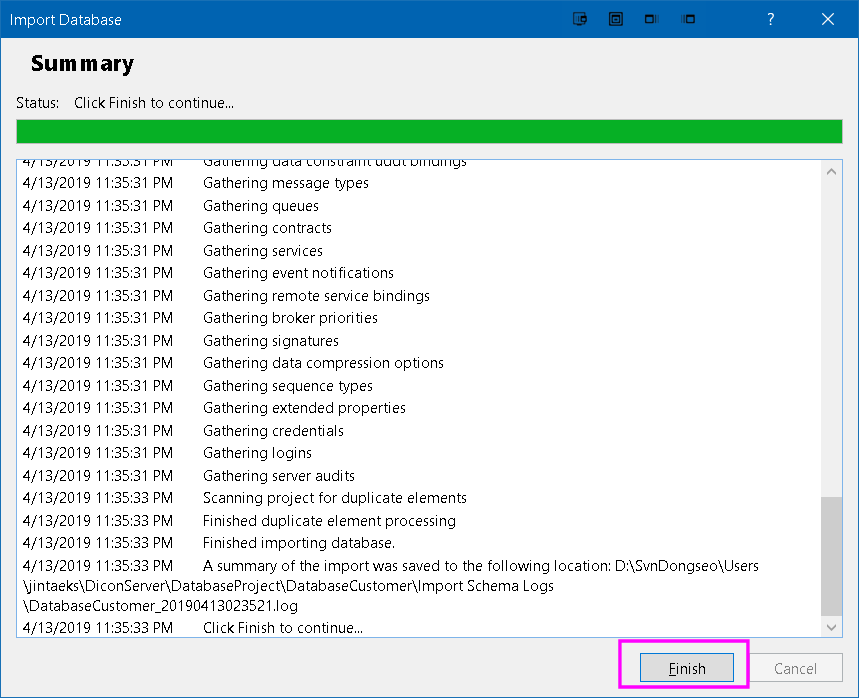 Import Database
?
Summary
Status: Click Finish to continue...
4/13/2019 11:35:31 PM Gathering data constraint uddt bindings
4/13/2019 11:35:31 PM Gathering message types
4/13/2019 11:35:31 PM Gathering queues
4/13/2019 11:35:31 PM Gathering contracts
4/13/2019 11:35:31 PM Gathering services
4/13/2019 11:35:31 PM Gathering event notifications
4/13/2019 11:35:31 PM Gathering remote service bindings
4/13/2019 11:35:31 PM Gathering broker priorities
4/13/2019 11:35:31 PM Gathering signatures
4/13/2019 11:35:31 PM Gathering data compression options
4/13/2019 11:35:31 PM Gathering sequence types
4/13/2019 11:35:31 PM Gathering extended properties
4/13/2019 11:35:31 PM Gathering credentials
4/13/2019 11:35:31 PM Gathering logins
4/13/2019 11:35:31 PM Gathering server audits
4/13/2019 11:35:33 PM Scanning project for duplicate elements
4/13/2019 11:35:33 PM Finished duplicate element processing
4/13/2019 11:35:33 PM Finished importing database.
4/13/2019 11:35:33 PM A summary of the import was saved to the following location: D:\SvnDongseo\Users
\jintaeks\DiconServer\DatabaseProject\DatabaseCustomer\Import Schema Logs
\DatabaseCustomer_20190413023521.log
4/13/2019 11:35:33 PM Click Finish to continue...
Finish
Cancel